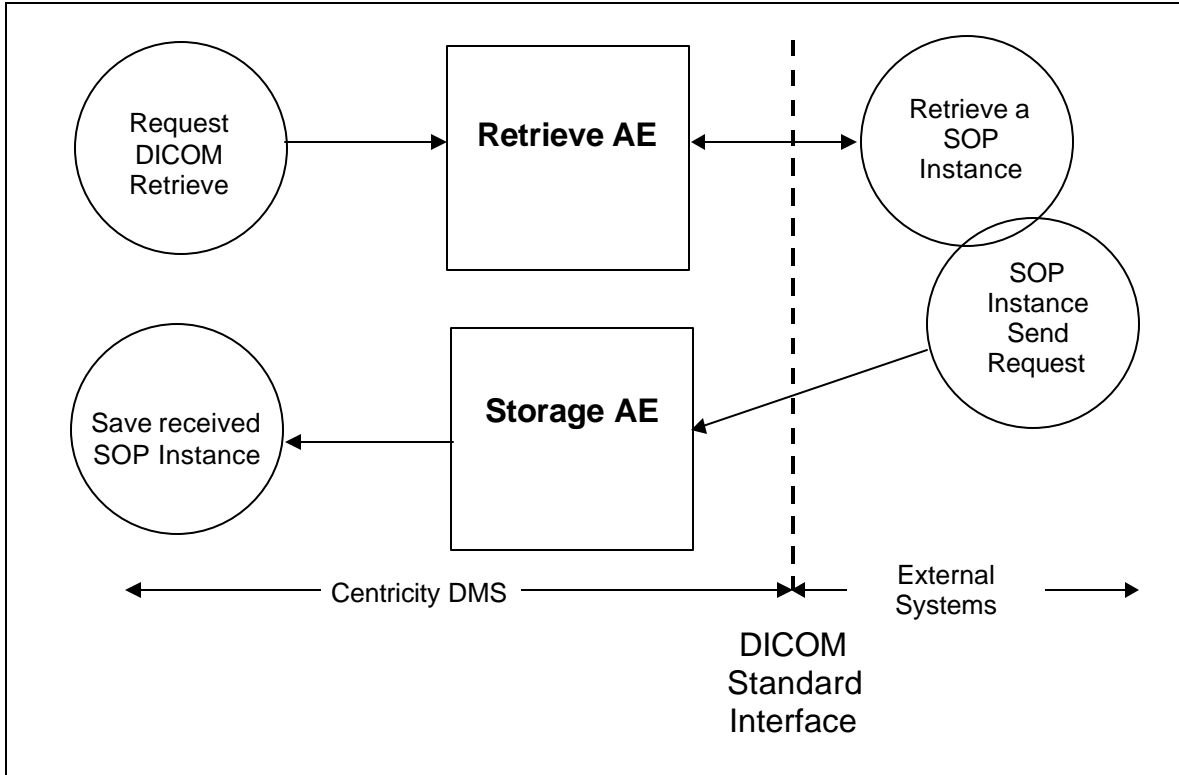 Request
DICOM
Retrieve
Retrieve AE
Retrieve a
SOP
Instance
SOP
Instance
Send
Request
Storage AE
Save received
SOP Instance
Centricity DMS
External
Systems
DICOM
Standard
Interface